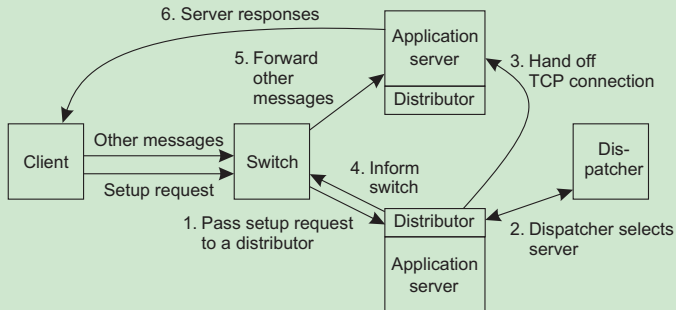 6. Server responses
Application
server
Distributor
5. Forward
other
messages
3. Hand off
TCP connection
Other messages
Client
Setup request
Switch
4. Inform
switch
Dis-
patcher
1. Pass setup request
to a distributor
Distributor
Application
server
2. Dispatcher selects
server